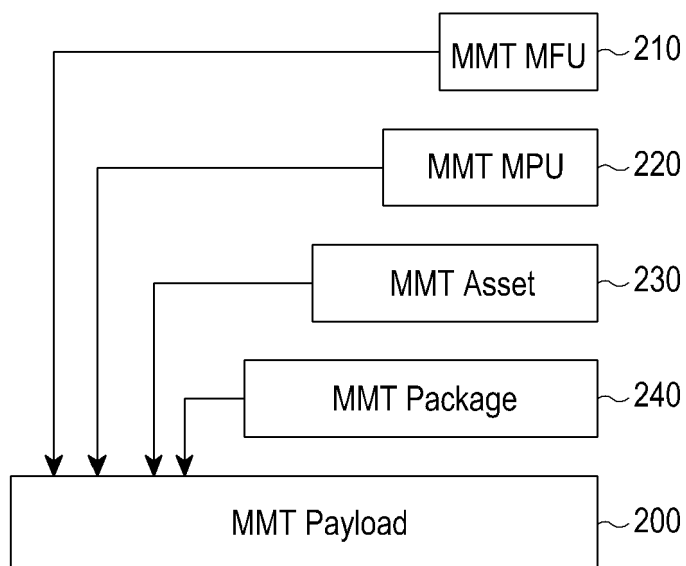 MMT MFU 210
MMT MPU 220
MMT Asset 230
MMT Package 240
MMT Payload 200